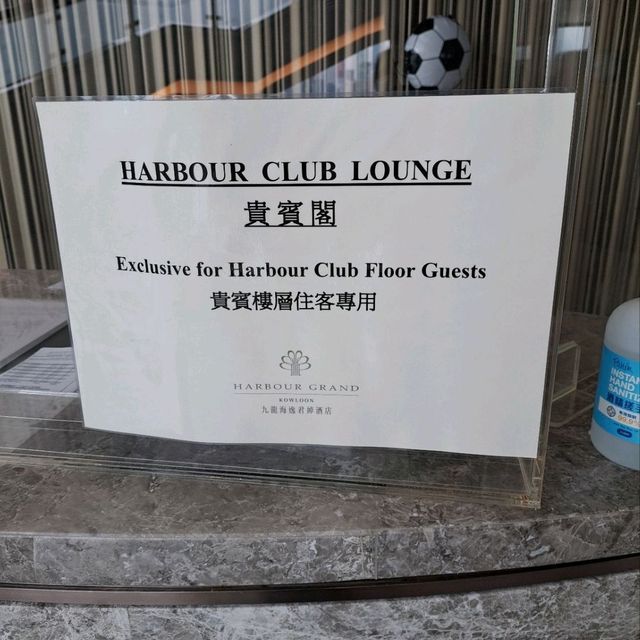 HARBOUR CLUB LOUNGE
貴賓閣
Exclusive for Harbour Club Floor Guests
貴賓樓層住客專用
HARBOUR GRAND
KOWLOON
九龍海逸君綽酒店
INSTAN
HAND
SANITI